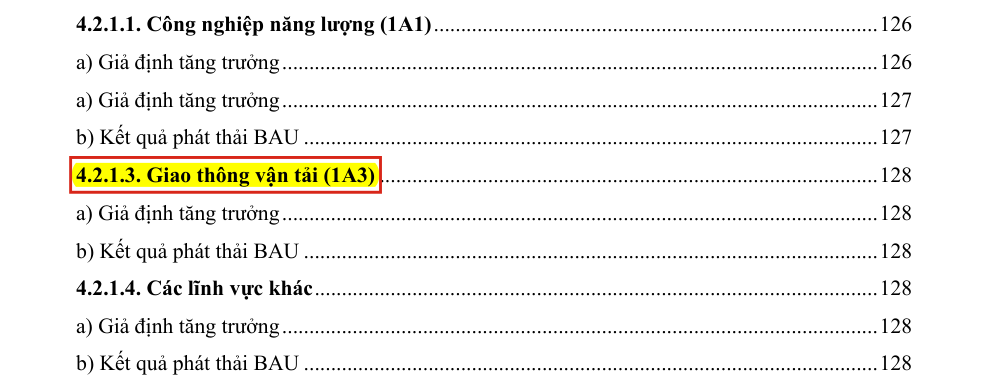 4.2.1.1. Công nghiệp năng lượng (1A1)........................................................................126
a) Giả định tăng trưởng........................................................................126
a) Giả định tăng trưởng........................................................................127
b) Kết quả phát thải BAU ........................................................................127
4.2.1.3. Giao thông vận tải (1A3)........................................................................128
a) Giả định tăng trưởng........................................................................128
b) Kết quả phát thải BAU ........................................................................128
4.2.1.4. Các lĩnh vực khác........................................................................128
a) Giả định tăng trưởng........................................................................128
b) Kết quả phát thải BAU ........................................................................128